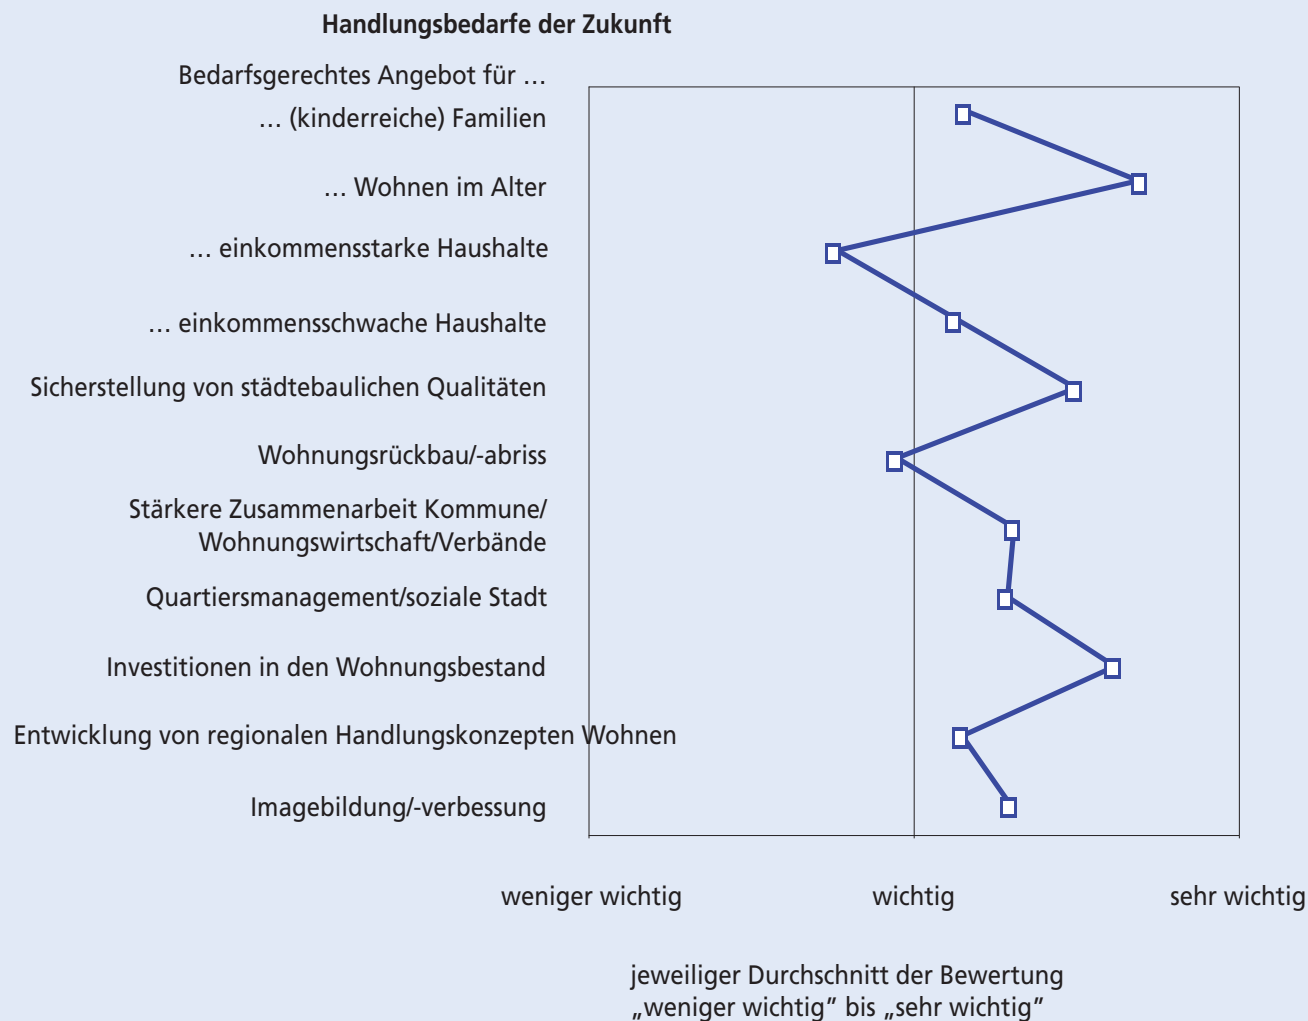 Handlungsbedarfe der Zukunft
Bedarfsgerechtes Angebot für …
… (kinderreiche) Familien
… Wohnen im Alter
… einkommensstarke Haushalte
… einkommensschwache Haushalte
Sicherstellung von städtebaulichen Qualitäten
Wohnungsrückbau/-abriss
Stärkere Zusammenarbeit Kommune/
Wohnungswirtschaft/Verbände
Quartiersmanagement/soziale Stadt
Investitionen in den Wohnungsbestand
Entwicklung von regionalen Handlungskonzepten Wohnen
Imagebildung/-verbessung
weniger wichtig wichtig sehr wichtig
jeweiliger Durchschnitt der Bewertung
„weniger wichtig” bis „sehr wichtig”